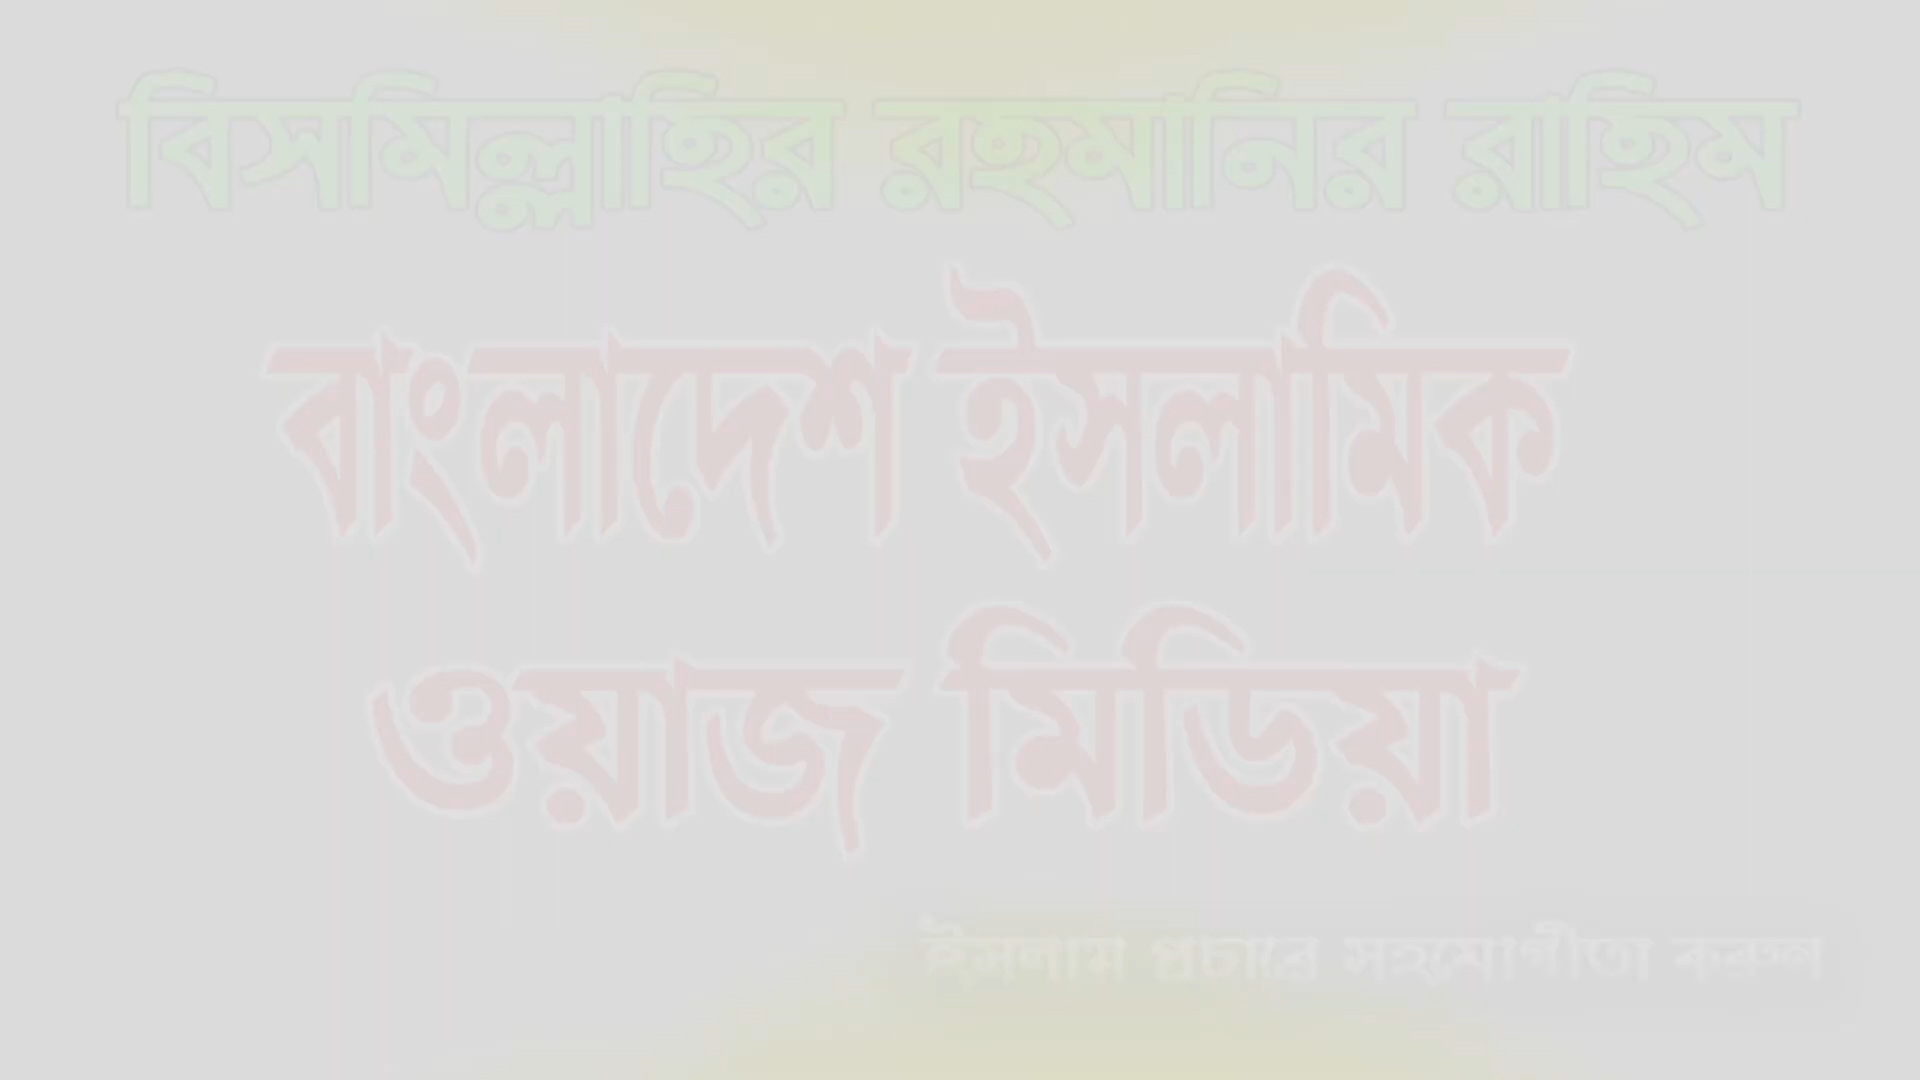 বিসমিল্লাহির রহমানির রাহিম
বাংলাদেশ ইসলামিক
ওয়াজ মিডিয়া
ইসলাম প্রচারে সহযোগীতা করুন